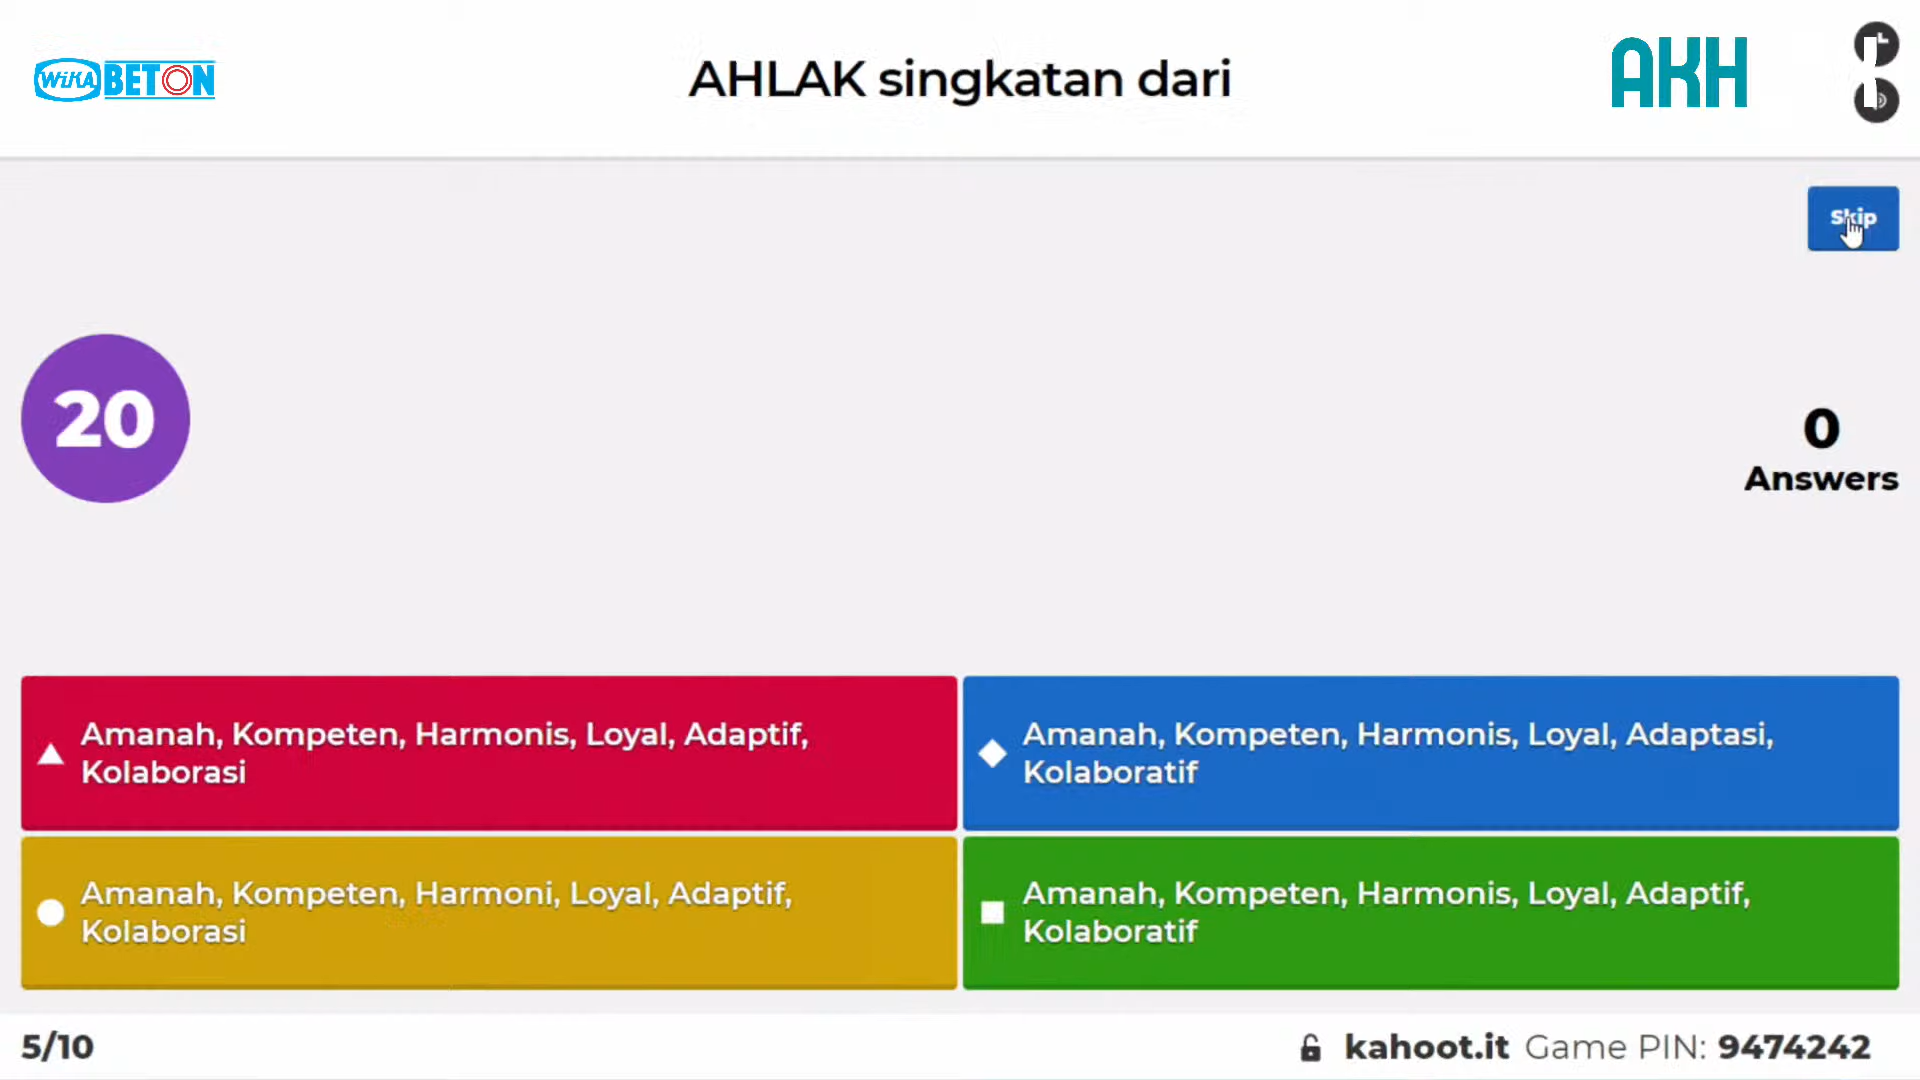 WIKA BETON
AHLAK singkatan dari
AKH
Skip
20
0
Answers
Amanah, Kompeten, Harmonis, Loyal, Adaptif,
Kolaborasi
Amanah, Kompeten, Harmonis, Loyal, Adaptasi,
Kolaboratif
Amanah, Kompeten, Harmoni, Loyal, Adaptif,
Kolaborasi
Amanah, Kompeten, Harmonis, Loyal, Adaptif,
Kolaboratif
5/10
kahoot.it Game PIN: 9474242